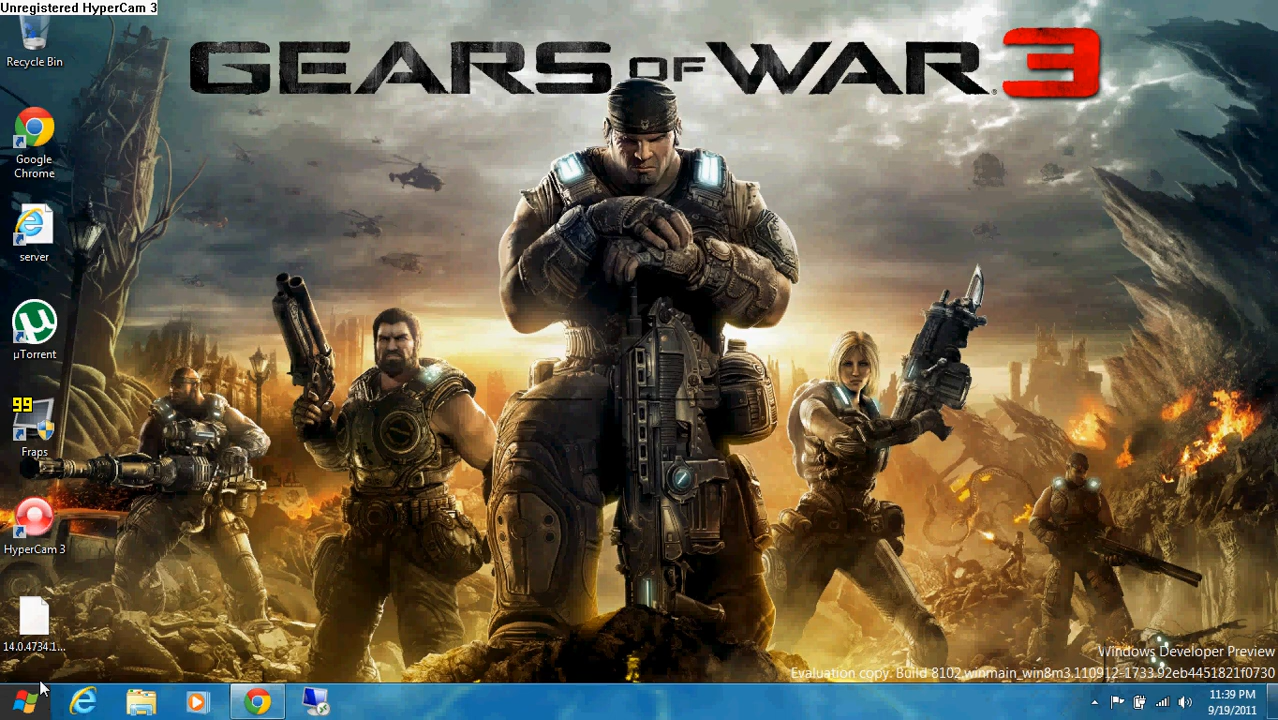 Unregistered HyperCam 3
GEARS OF WAR 3
Recycle Bin
Google
Chrome
server
µTorrent
99
Fraps
HyperCam 3
14.0.4734.1...
Windows Developer Preview
Evaluation copy. Build 8102.winmain_win8m3.110912-1733.92eb4451821f0730
11:39 PM
9/19/2011